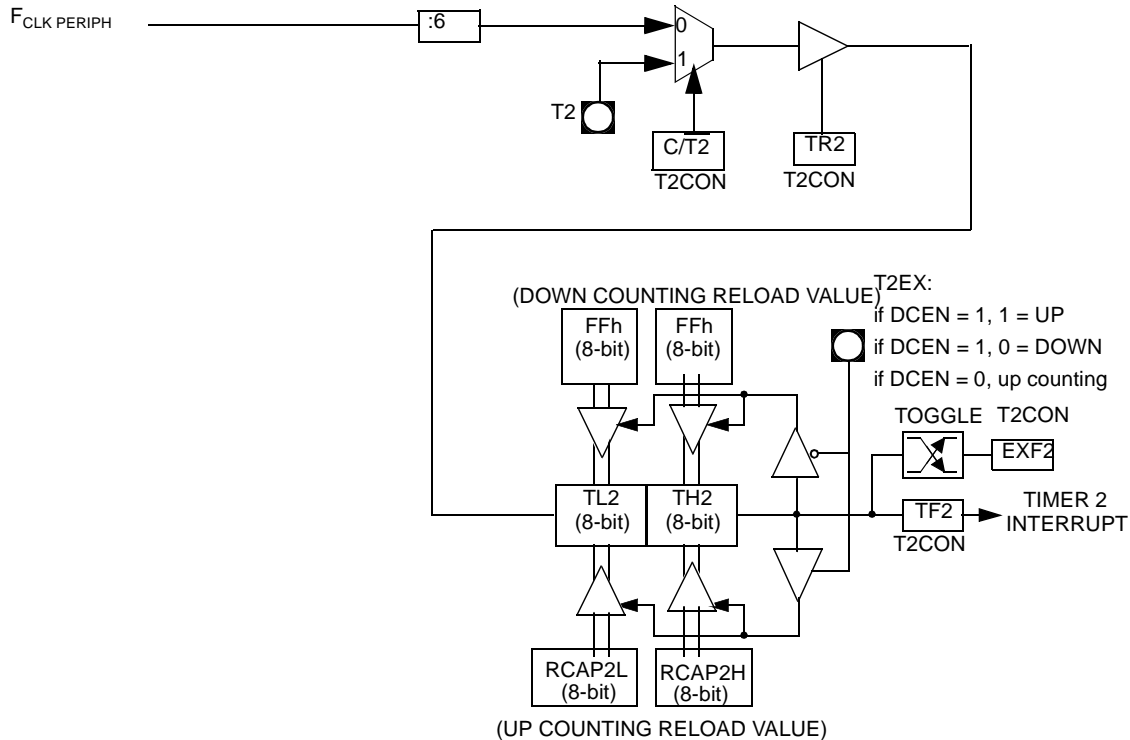 FCLK PERIPH
:6
0
1
T2
C/T2
T2CON
TR2
T2CON
T2EX:
(DOWN COUNTING RELOAD VALUE)
if DCEN = 1, 1 = UP
if DCEN = 1, 0 = DOWN
if DCEN = 0, up counting
FFh
(8-bit)
FFh
(8-bit)
TOGGLE T2CON
EXF2
TL2
(8-bit)
TH2
(8-bit)
TF2
T2CON
TIMER 2
INTERRUPT
RCAP2L
(8-bit)
RCAP2H
(8-bit)
(UP COUNTING RELOAD VALUE)